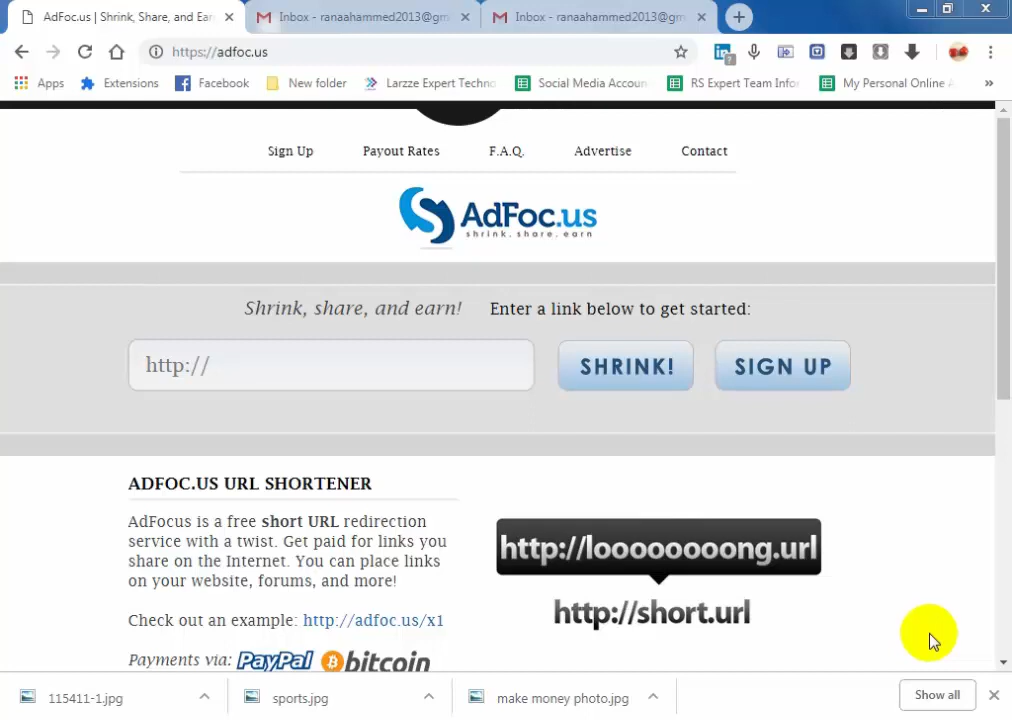 AdFoc.us | Shrink, Share, and Ear
Inbox - ranaahammed2013@gm
Inbox - ranaahammed2013@gm
https://adfoc.us
Apps
Extensions
Facebook
New folder
Larzze Expert Techno
Social Media Accoun
RS Expert Team Infor
My Personal Online A
»
Sign Up
Payout Rates
F.A.Q.
Advertise
Contact
AdFoc.us
shrink. share. earn
Shrink, share, and earn!
Enter a link below to get started:
http://
SHRINK!
SIGN UP
ADFOC.US URL SHORTENER
AdFocus is a free short URL redirection
service with a twist. Get paid for links you
share on the Internet. You can place links
on your website, forums, and more!
Check out an example: http://adfoc.us/x1
Payments via: PayPal bitcoin
http://loooooooong.url
http://short.url
115411-1.jpg
sports.jpg
make money photo.jpg
Show all